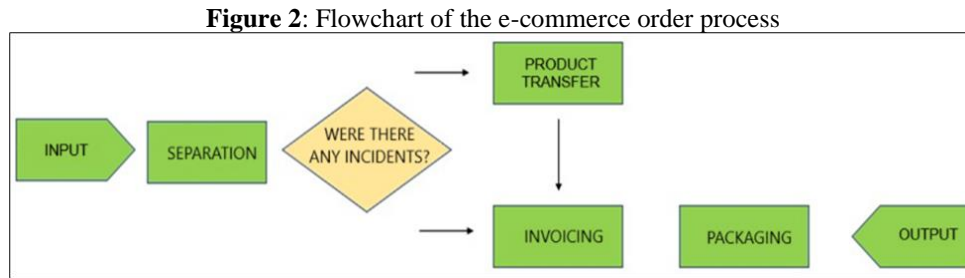 Figure 2: Flowchart of the e-commerce order process
PRODUCT
TRANSFER
INPUT
SEPARATION
WERE THERE
ANY INCIDENTS?
INVOICING
PACKAGING
OUTPUT